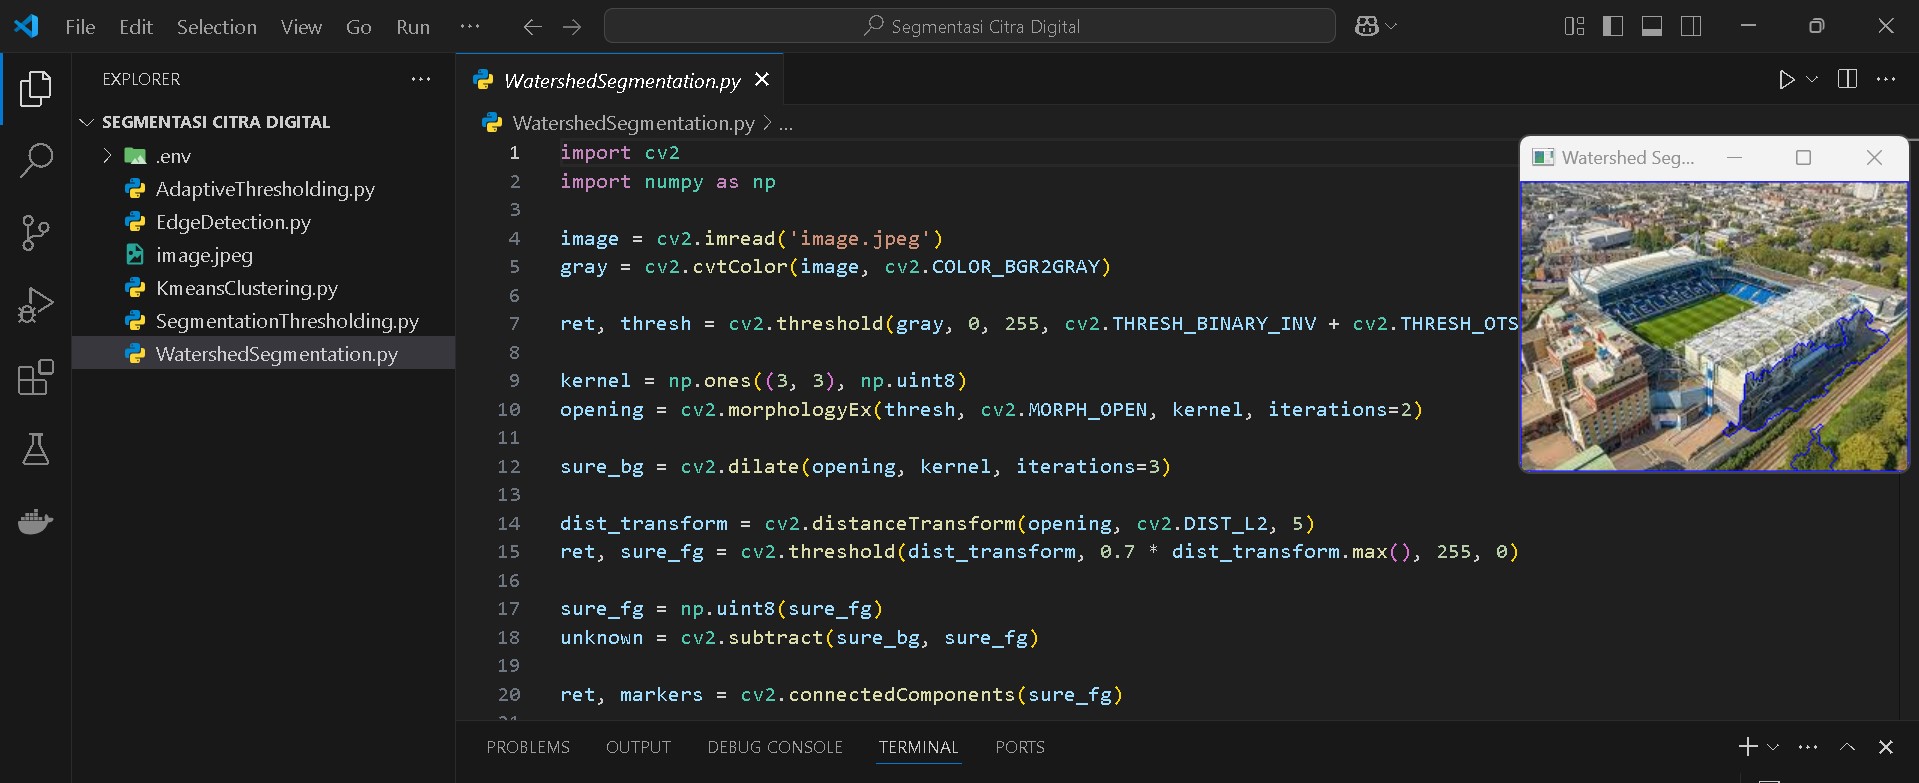 File Edit Selection View Go Run ··· Segmentasi Citra Digital
EXPLORER ···
SEGMENTASI CITRA DIGITAL
.env
AdaptiveThresholding.py
EdgeDetection.py
image.jpeg
KmeansClustering.py
SegmentationThresholding.py
WatershedSegmentation.py
WatershedSegmentation.py
WatershedSegmentation.py > ...
1 import cv2
2 import numpy as np
3
4 image = cv2.imread('image.jpeg')
5 gray = cv2.cvtColor(image, cv2.COLOR_BGR2GRAY)
6
7 ret, thresh = cv2.threshold(gray, 0, 255, cv2.THRESH_BINARY_INV + cv2.THRESH_OTS
8
9 kernel = np.ones((3, 3), np.uint8)
10 opening = cv2.morphologyEx(thresh, cv2.MORPH_OPEN, kernel, iterations=2)
11
12 sure_bg = cv2.dilate(opening, kernel, iterations=3)
13
14 dist_transform = cv2.distanceTransform(opening, cv2.DIST_L2, 5)
15 ret, sure_fg = cv2.threshold(dist_transform, 0.7 * dist_transform.max(), 255, 0)
16
17 sure_fg = np.uint8(sure_fg)
18 unknown = cv2.subtract(sure_bg, sure_fg)
19
20 ret, markers = cv2.connectedComponents(sure_fg)
Watershed Seg...
CHELSEA
PROBLEMS OUTPUT DEBUG CONSOLE TERMINAL PORTS